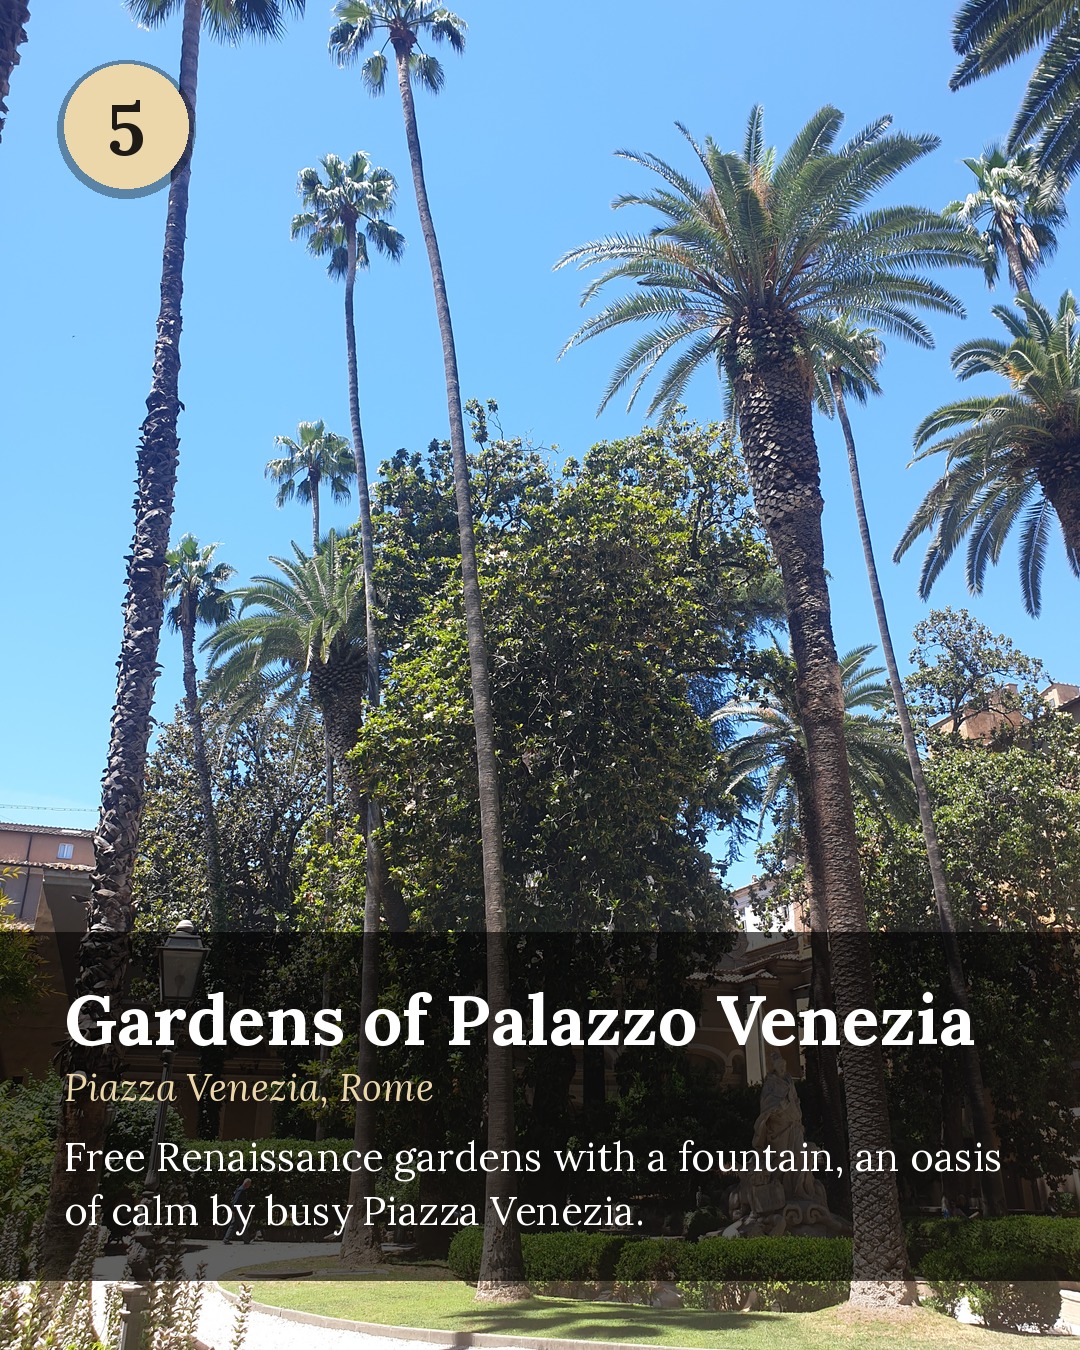 5
Gardens of Palazzo Venezia
Piazza Venezia, Rome
Free Renaissance gardens with a fountain, an oasis
of calm by busy Piazza Venezia.